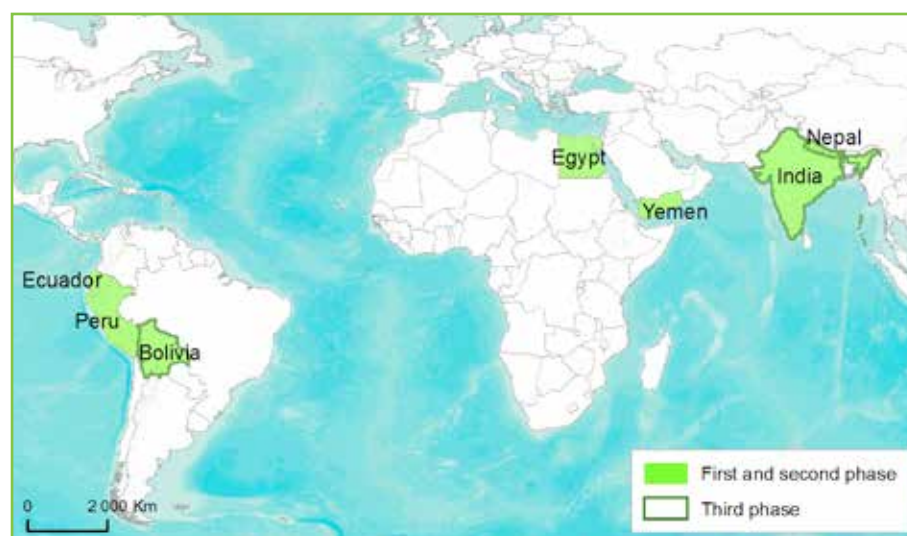 Nepal
Egypt
India
Yemen
Ecuador
Peru
Bolivia
First and second phase
0 2 000 Km
Third phase